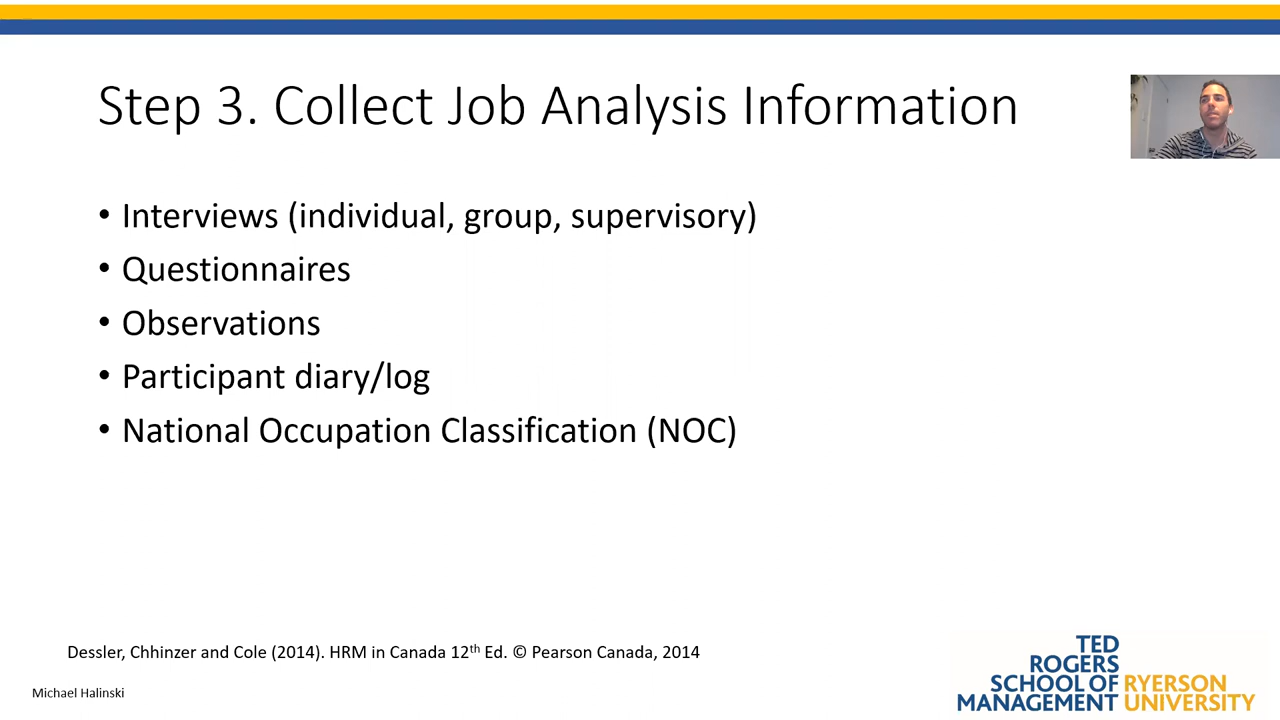 Step 3. Collect Job Analysis Information
• Interviews (individual, group, supervisory)
• Questionnaires
• Observations
• Participant diary/log
• National Occupation Classification (NOC)
Dessler, Chhinzer and Cole (2014). HRM in Canada 12th Ed. © Pearson Canada, 2014
Michael Halinski
TED
ROGERS
SCHOOL OF RYERSON
MANAGEMENT UNIVERSITY